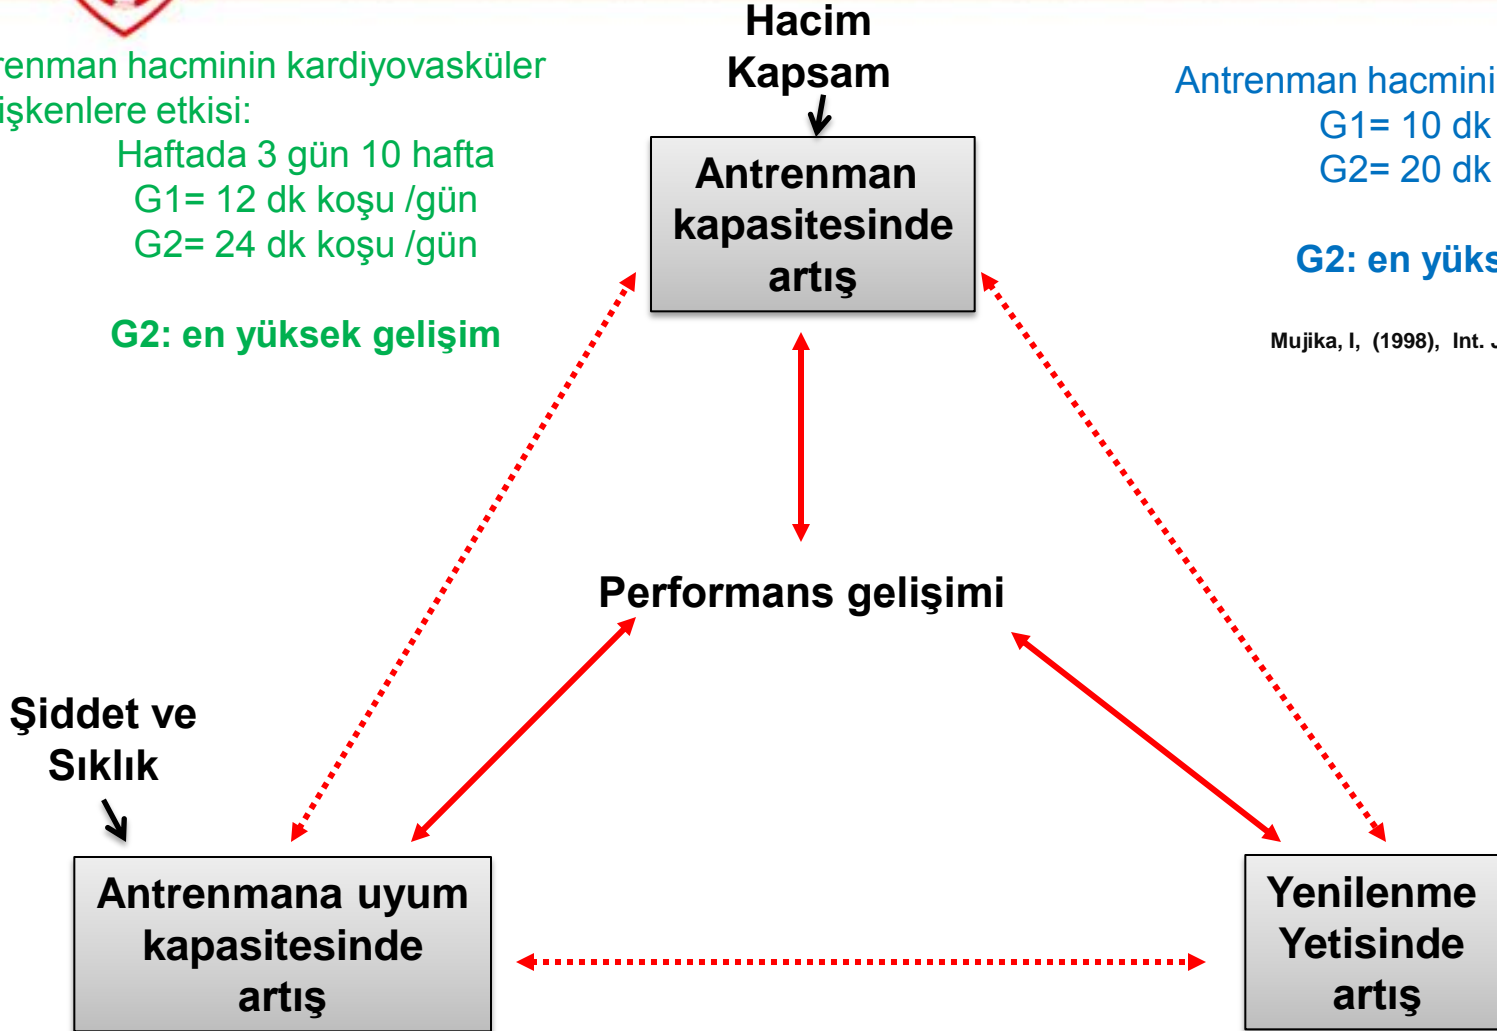 Hacim
Kapsam
renman hacminin kardiyovasküler
işkenlere etkisi:
Haftada 3 gün 10 hafta
G1= 12 dk koşu /gün
G2= 24 dk koşu /gün
G2: en yüksek gelişim
Antrenman
kapasitesinde
artış
Antrenman hacmini
G1= 10 dk
G2= 20 dk
G2: en yüks
Mujika, I, (1998), Int. J
Performans gelişimi
Şiddet ve
Sıklık
Antrenmana uyum
kapasitesinde
artış
Yenilenme
Yetisinde
artış